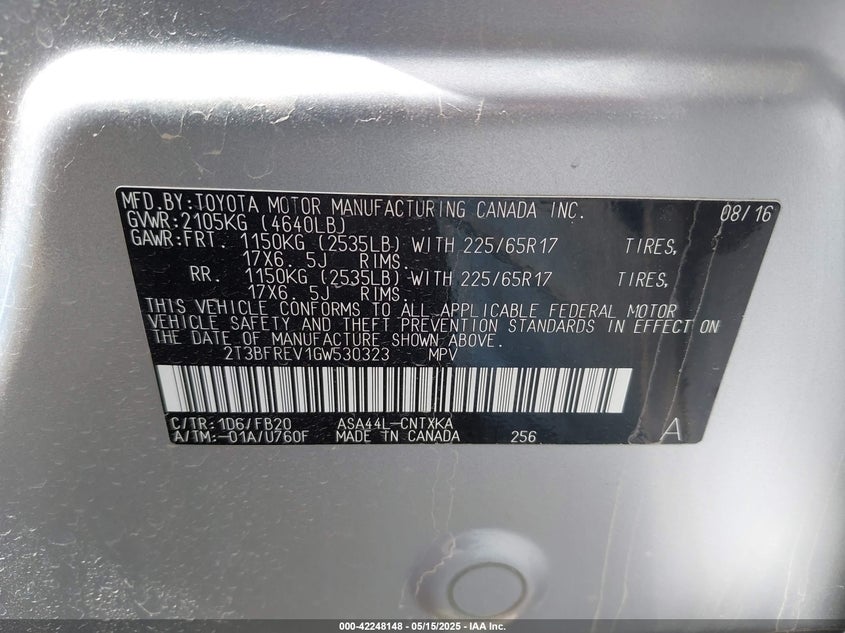 MFD.BY:TOYOTA MOTOR MANUFACTURING CANADA INC. 08/16
GVWR:2105KG (4640LB)
GAWR:FRT. 1150KG (2535LB) WITH 225/65R17 TIRES,
17X6.5J RIMS.
RR. 1150KG (2535LB) WITH 225/65R17 TIRES,
17X6.5J RIMS.
THIS VEHICLE CONFORMS TO ALL APPLICABLE FEDERAL MOTOR
VEHICLE SAFETY AND THEFT PREVENTION STANDARDS IN EFFECT ON
THE DATE OF MANUFACTURE SHOWN ABOVE.
2T3BFREV1GW530323 MPV
C/TR:1D6/FB20 ASA44L-CNTXKA
A/TM:-01A/U760F MADE IN CANADA 256 A
000-42248148 - 05/15/2025 - IAA Inc.